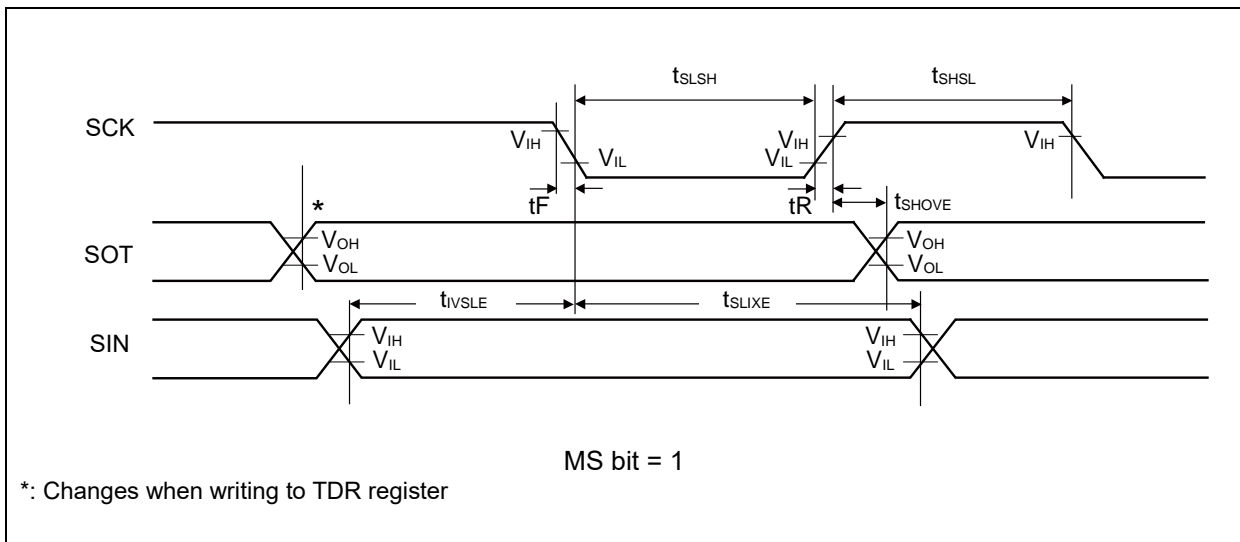 tSLSH tSHSL
SCK VIH VIL VIH VIL VIH
tF tR tSHOVE
*
SOT VOH VOL VOH VOL
tIVSLE tSLIXE
SIN VIH VIL VIH VIL
MS bit = 1
*: Changes when writing to TDR register